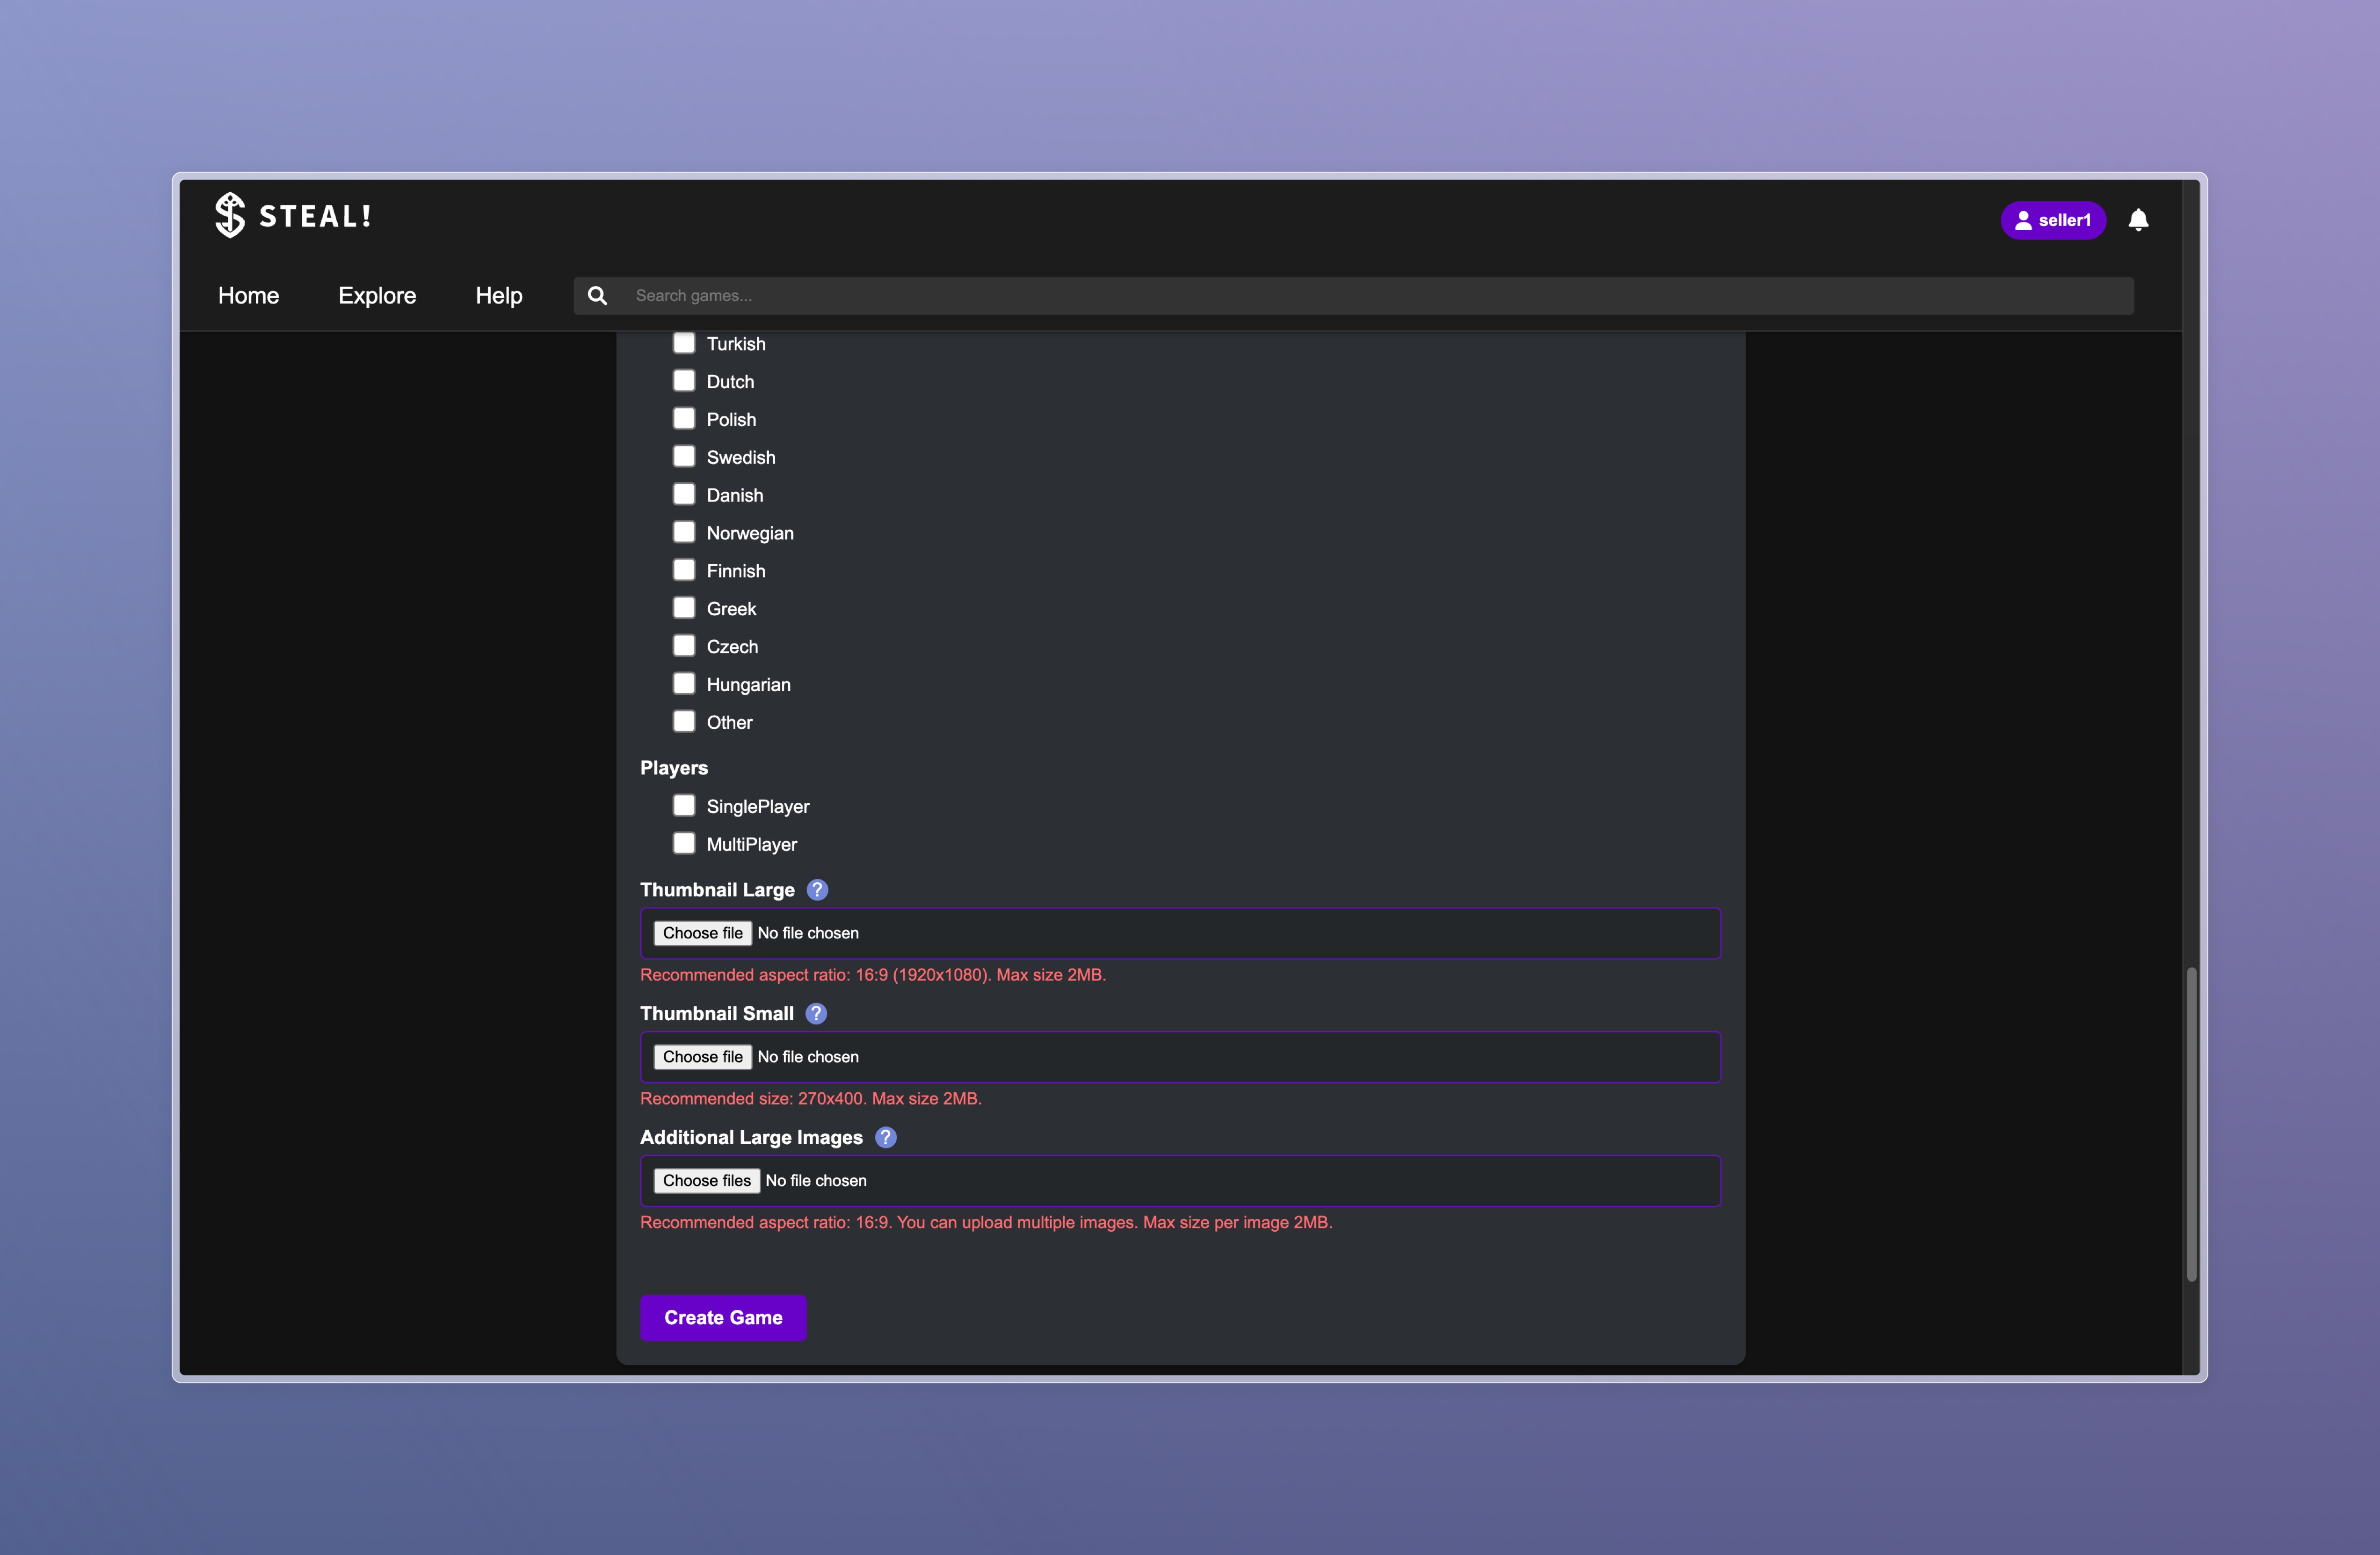 STEAL!
seller1
Home Explore Help Search games...
Turkish
Dutch
Polish
Swedish
Danish
Norwegian
Finnish
Greek
Czech
Hungarian
Other
Players
SinglePlayer
MultiPlayer
Thumbnail Large ?
Choose file No file chosen
Recommended aspect ratio: 16:9 (1920x1080). Max size 2MB.
Thumbnail Small ?
Choose file No file chosen
Recommended size: 270x400. Max size 2MB.
Additional Large Images ?
Choose files No file chosen
Recommended aspect ratio: 16:9. You can upload multiple images. Max size per image 2MB.
Create Game